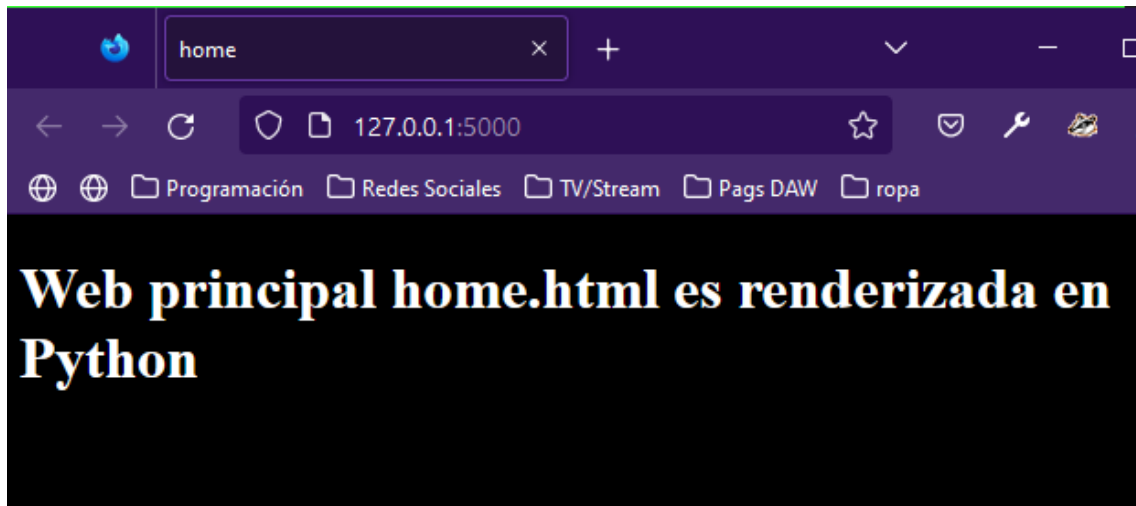 home
127.0.0.1:5000
Programación Redes Sociales TV/Stream Pags DAW ropa
Web principal home.html es renderizada en
Python